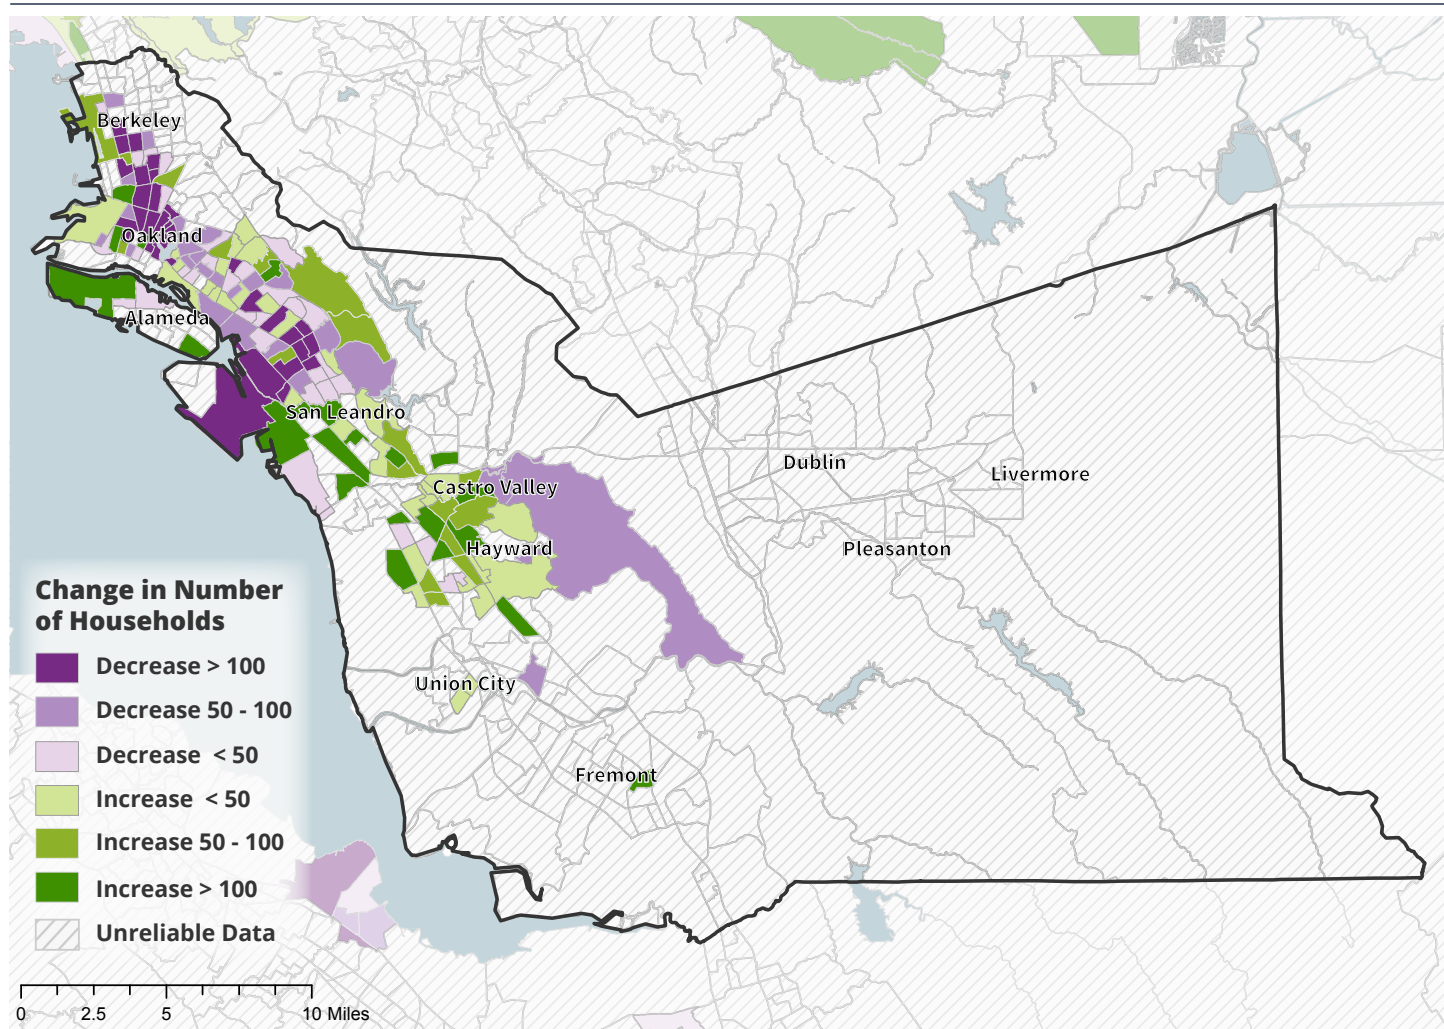 Berkeley
Oakland
Alameda
San Leandro
Castro Valley
Dublin
Livermore
Hayward
Pleasanton
Union City
Fremont
Change in Number
of Households
Decrease > 100
Decrease 50 - 100
Decrease < 50
Increase < 50
Increase 50 - 100
Increase > 100
Unreliable Data
0 2.5 5 10 Miles